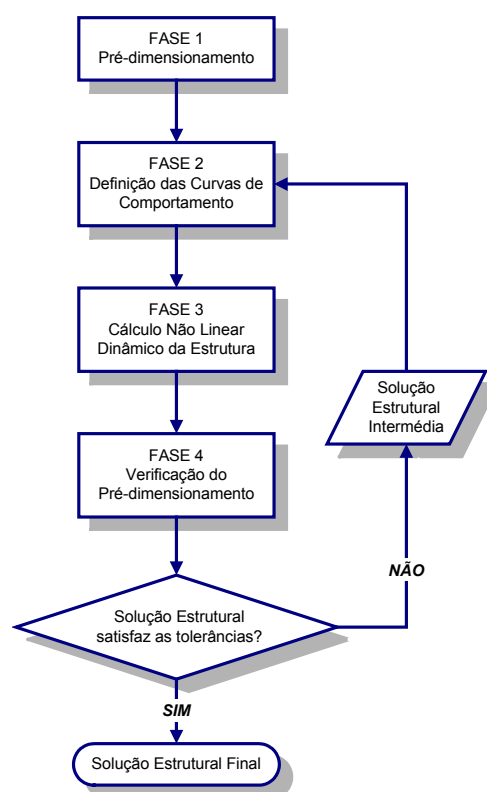 FASE 1
Pré-dimensionamento
FASE 2
Definição das Curvas de
Comportamento
FASE 3
Cálculo Não Linear
Dinâmico da Estrutura
Solução
Estrutural
Intermédia
FASE 4
Verificação do
Pré-dimensionamento
NÃO
Solução Estrutural
satisfaz as tolerâncias?
SIM
Solução Estrutural Final